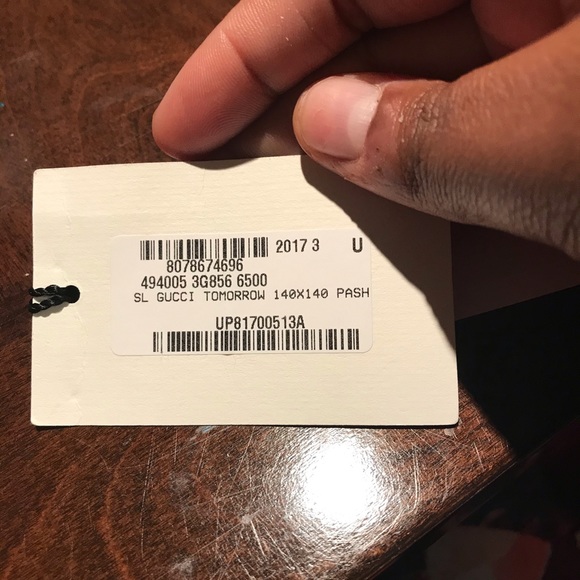 2017 3 U
8078674696
494005 3G856 6500
SL GUCCI TOMORROW 140X140 PASH
UP81700513A